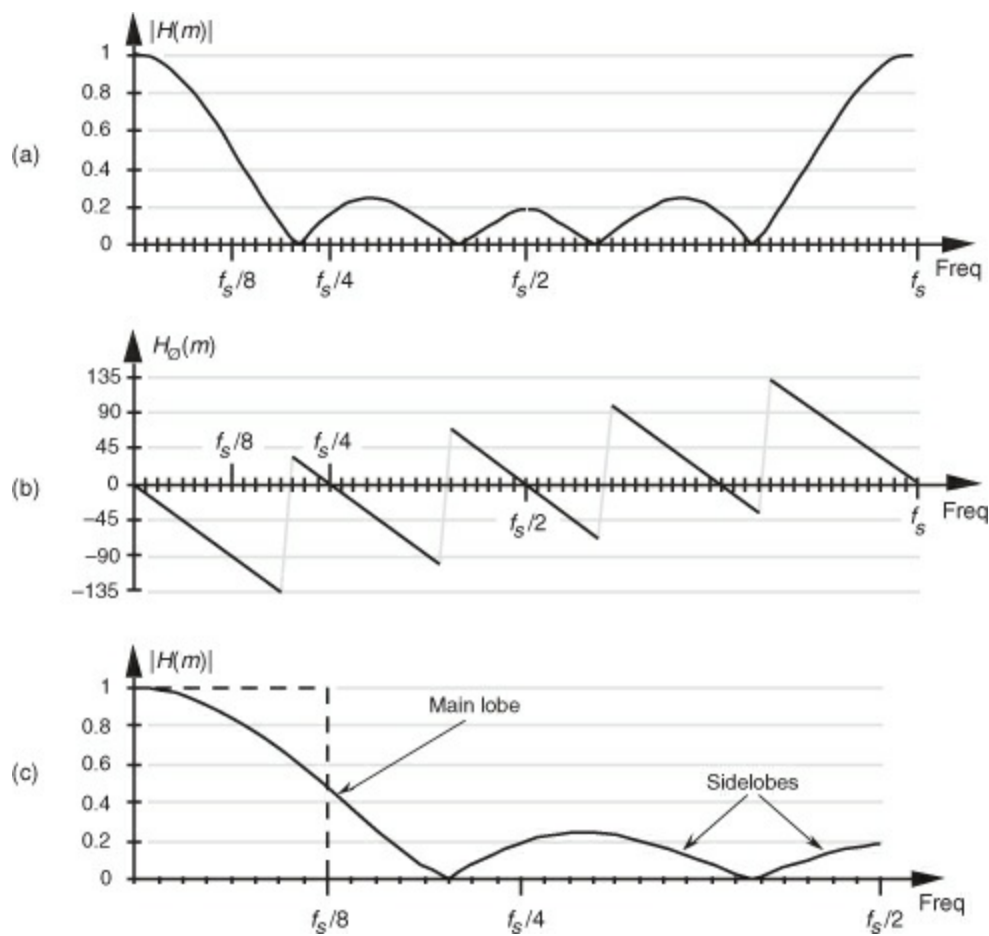 |H(m)|
1
0.8
0.6
(a)
0.4
0.2
0
fs/8 fs/4 fs/2 fs Freq
HØ(m)
135
90
45
fs/8 fs/4
0
(b)
–45
fs/2 fs Freq
–90
–135
|H(m)|
1
Main lobe
0.8
(c)
0.6
Sidelobes
0.4
0.2
0
fs/8 fs/4 fs/2 Freq